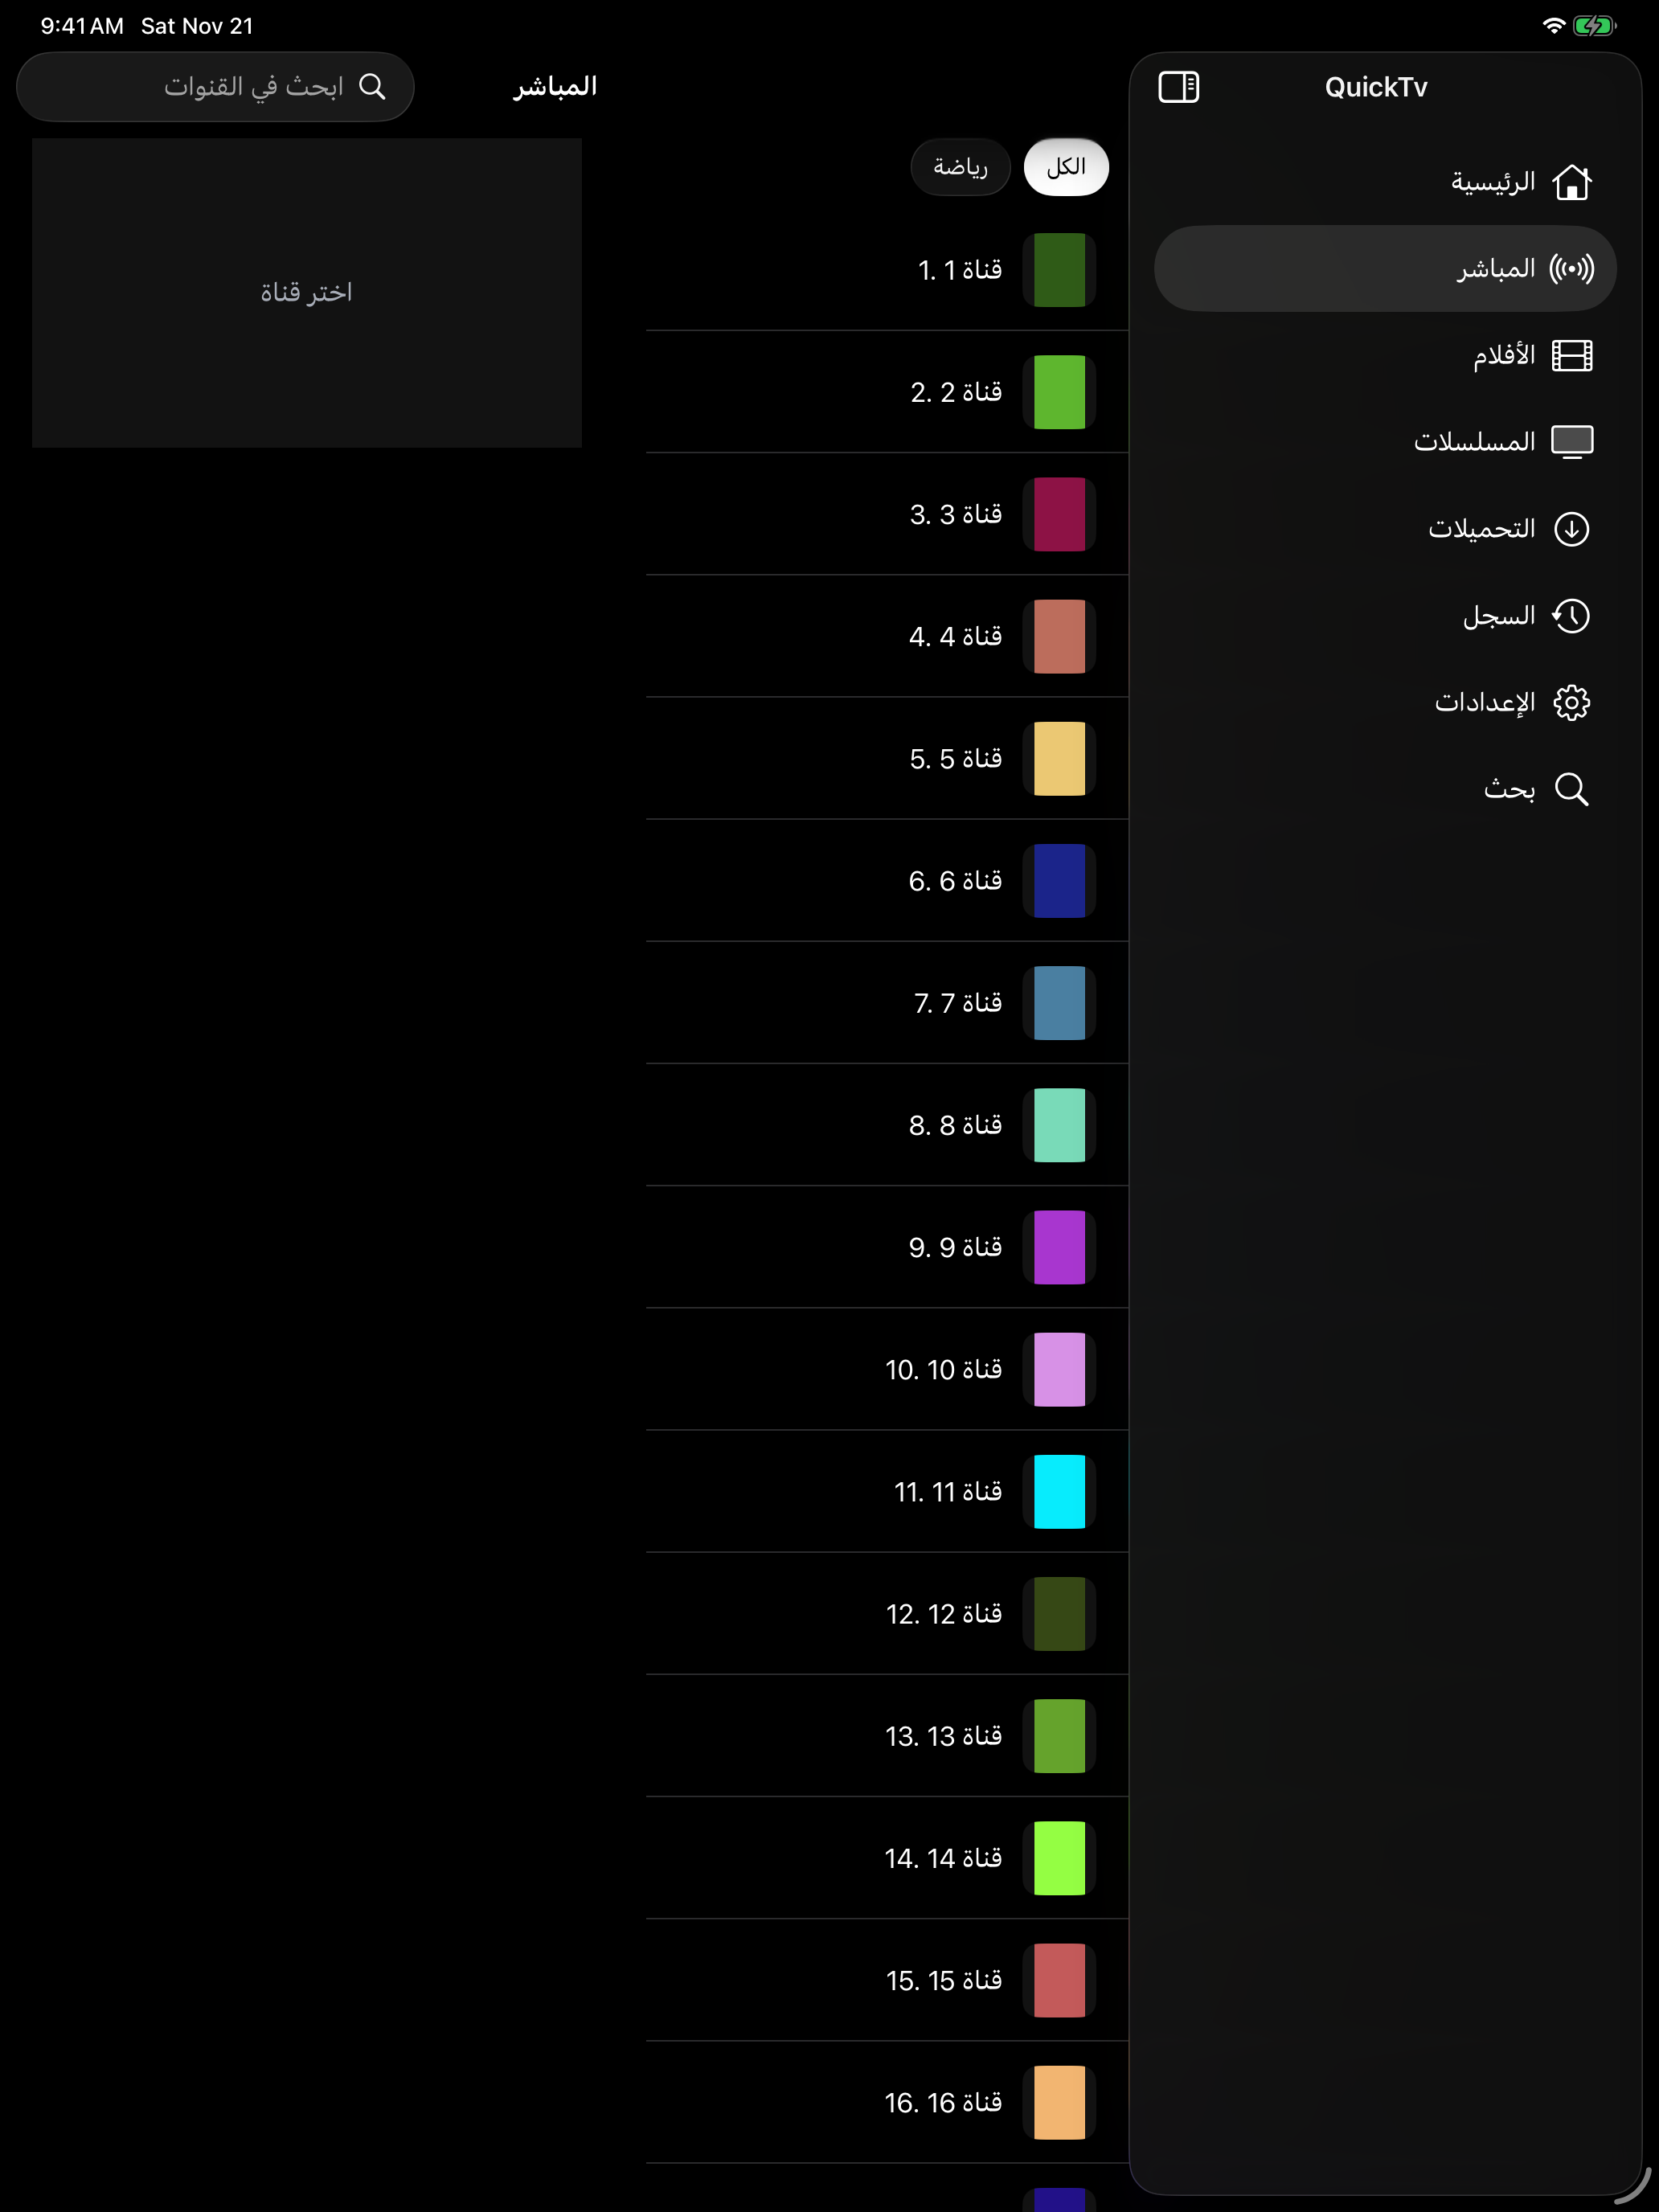 9:41 AM Sat Nov 21
QuickTv
المباشر
ابحث في القنوات
الرئيسية
المباشر
الأفلام
المسلسلات
التحميلات
السجل
الإعدادات
بحث
الكل
رياضة
اختر قناة
قناة 1 .1
قناة 2 .2
قناة 3 .3
قناة 4 .4
قناة 5 .5
قناة 6 .6
قناة 7 .7
قناة 8 .8
قناة 9 .9
قناة 10 .10
قناة 11 .11
قناة 12 .12
قناة 13 .13
قناة 14 .14
قناة 15 .15
قناة 16 .16